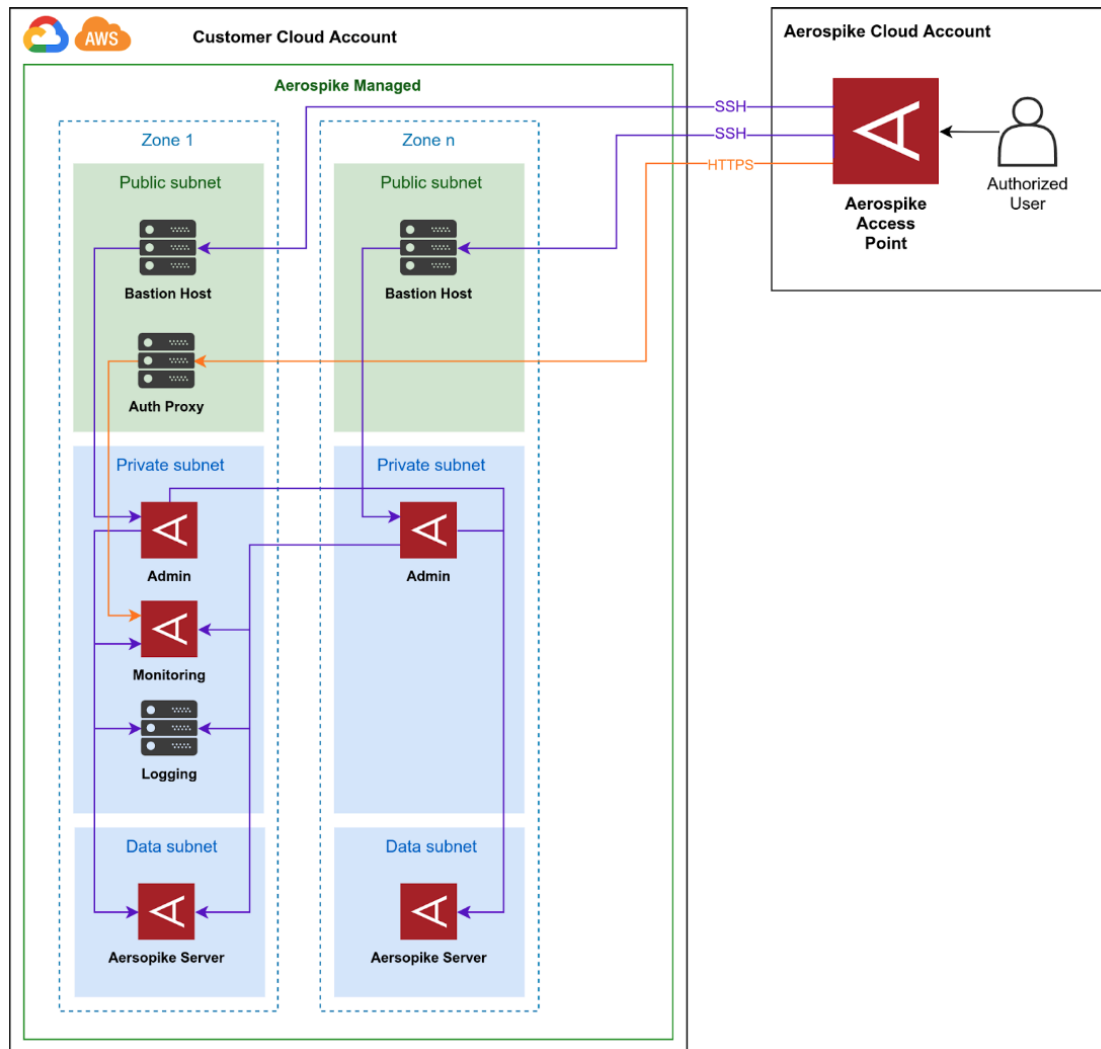 AWS
Customer Cloud Account
Aerospike Managed
Zone 1
Public subnet
Bastion Host
Auth Proxy
Private subnet
Admin
Monitoring
Logging
Data subnet
Aersopike Server
Zone n
Public subnet
Bastion Host
Private subnet
Admin
Data subnet
Aersopike Server
SSH
SSH
HTTPS
Aerospike Cloud Account
Aerospike
Access
Point
Authorized
User